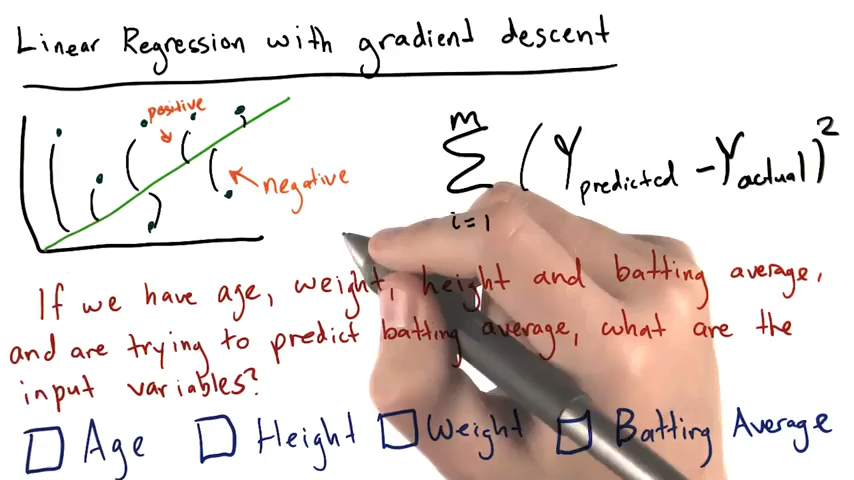 Linear Regression with gradient descent
positive
negative
m
Σ (Y predicted - Y actual)²
i=1
If we have age, weight, height and batting average,
and are trying to predict batting average, what are the
input variables?
Age Height Weight Batting Average